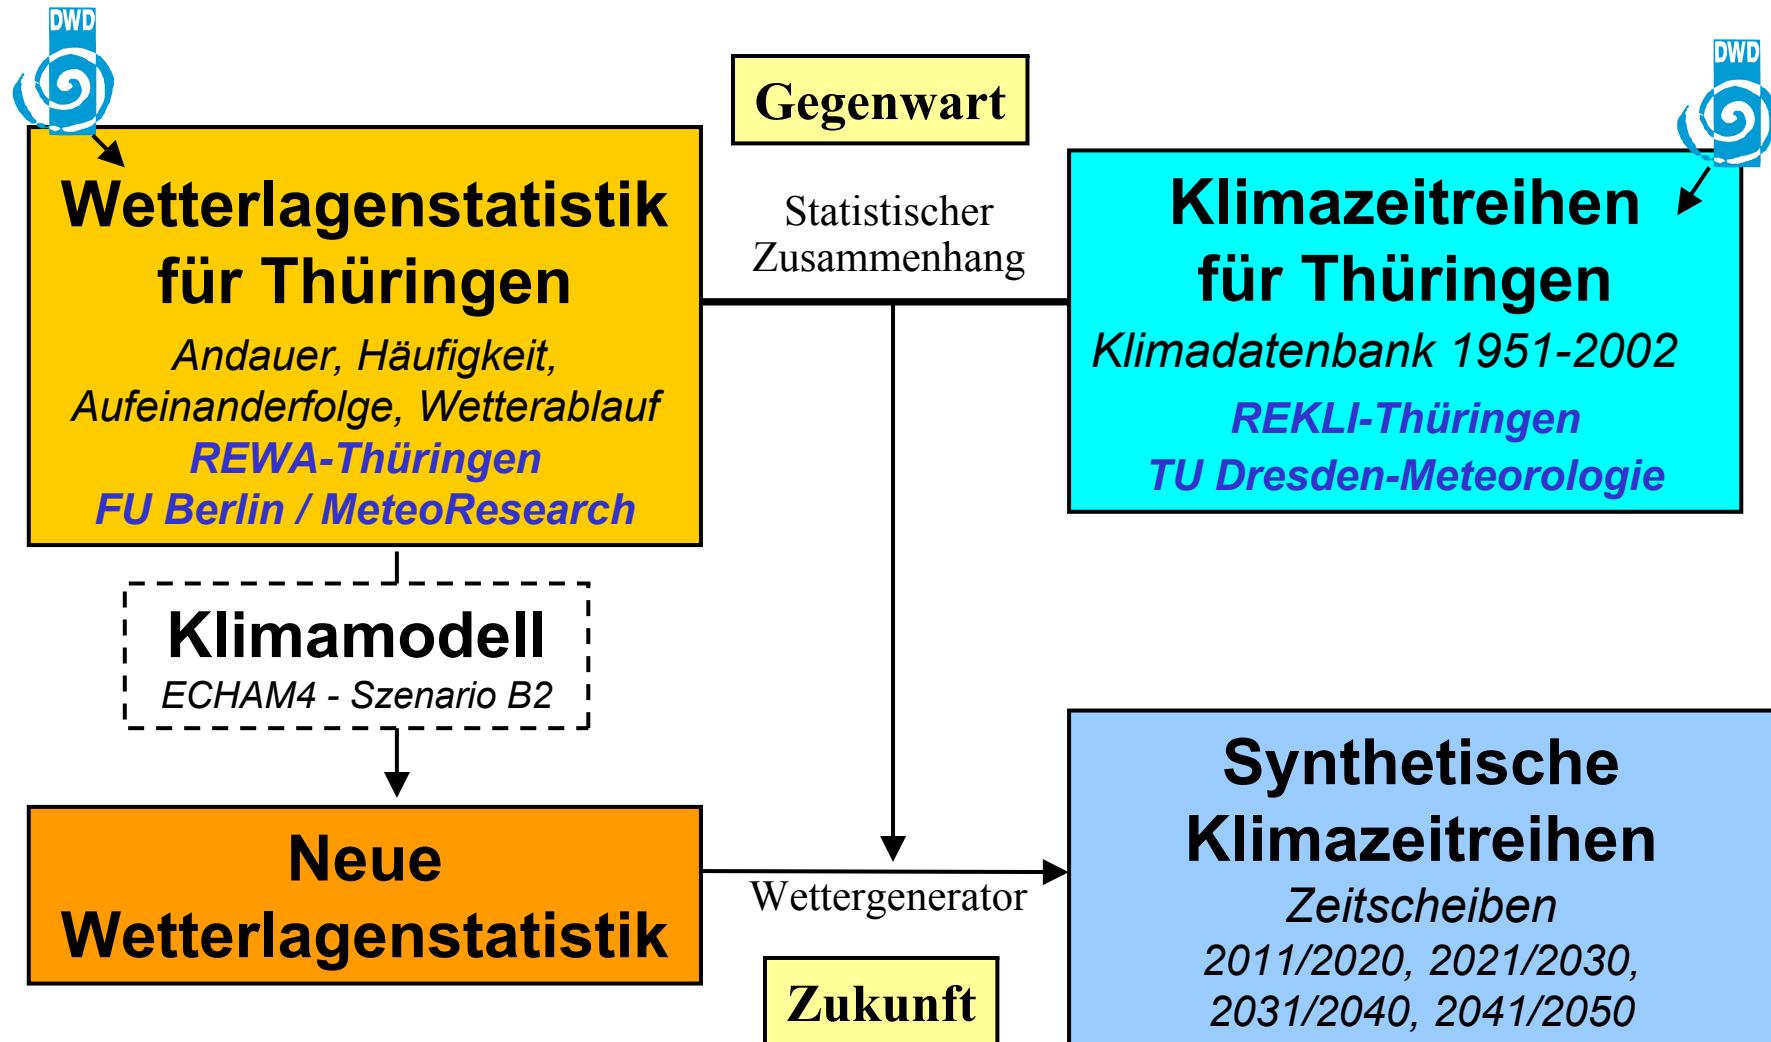 DWD
DWD
Gegenwart
Wetterlagenstatistik
für Thüringen
Andauer, Häufigkeit,
Aufeinanderfolge, Wetterablauf
REWA-Thüringen
FU Berlin / MeteoResearch
Statistischer
Zusammenhang
Klimazeitreihen
für Thüringen
Klimadatenbank 1951-2002
REKLI-Thüringen
TU Dresden-Meteorologie
Klimamodell
ECHAM4 - Szenario B2
Neue
Wetterlagenstatistik
Wettergenerator
Zukunft
Synthetische
Klimazeitreihen
Zeitscheiben
2011/2020, 2021/2030,
2031/2040, 2041/2050